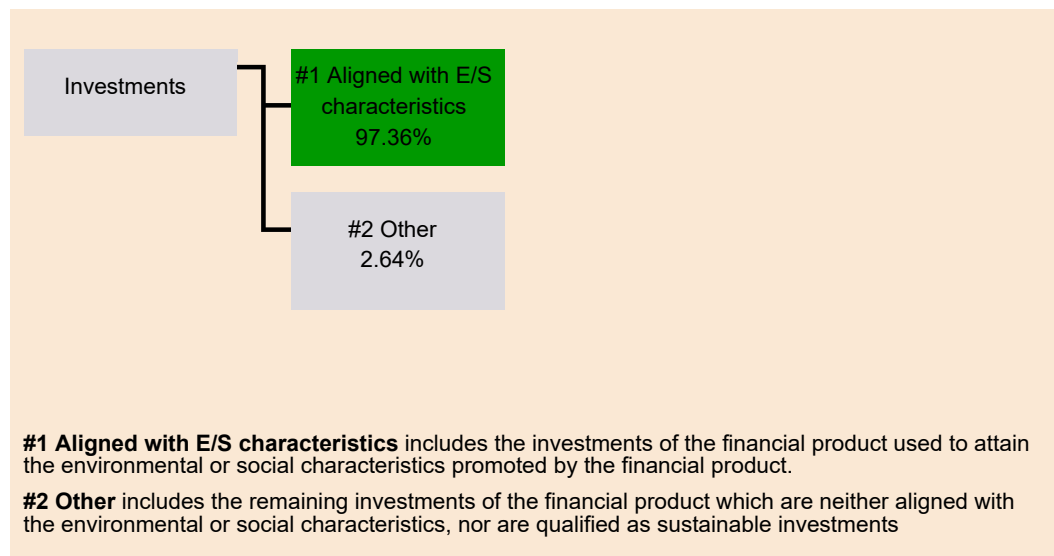 Investments
#1 Aligned with E/S
characteristics
97.36%
#2 Other
2.64%
#1 Aligned with E/S characteristics includes the investments of the financial product used to attain
the environmental or social characteristics promoted by the financial product.
#2 Other includes the remaining investments of the financial product which are neither aligned with
the environmental or social characteristics, nor are qualified as sustainable investments